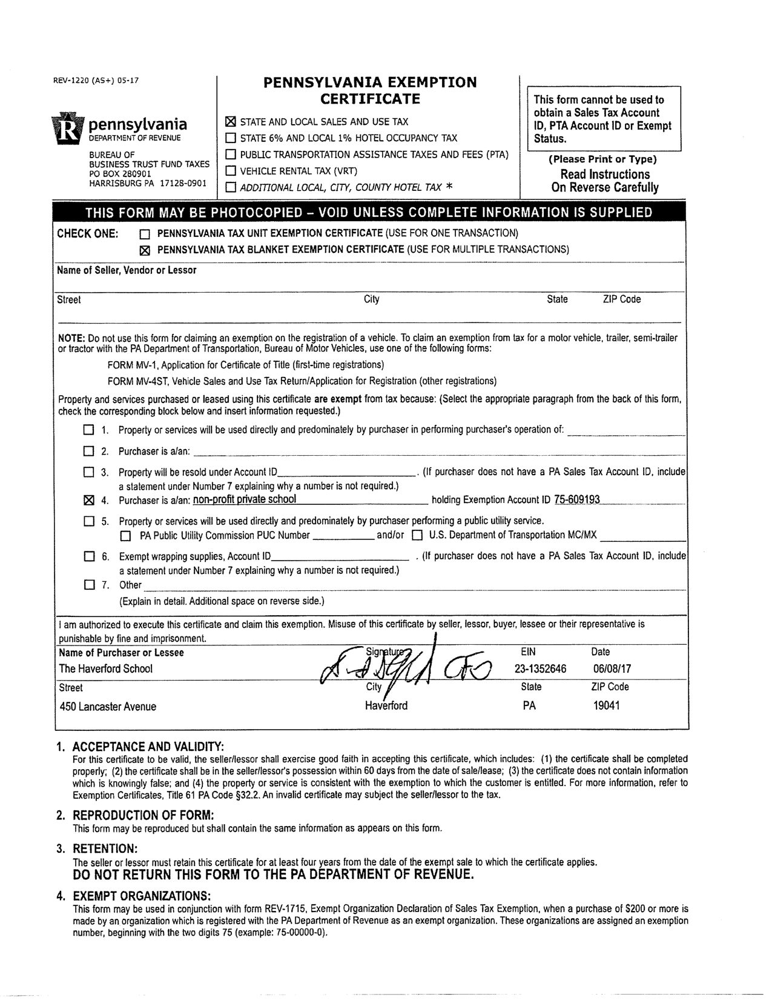 REV-1220 (AS+) 05-17
PENNSYLVANIA EXEMPTION
CERTIFICATE
R pennsylvania
DEPARTMENT OF REVENUE
BUREAU OF
BUSINESS TRUST FUND TAXES
PO BOX 280901
HARRISBURG PA 17128-0901
☒ STATE AND LOCAL SALES AND USE TAX
☐ STATE 6% AND LOCAL 1% HOTEL OCCUPANCY TAX
☐ PUBLIC TRANSPORTATION ASSISTANCE TAXES AND FEES (PTA)
☐ VEHICLE RENTAL TAX (VRT)
☐ ADDITIONAL LOCAL, CITY, COUNTY HOTEL TAX *
This form cannot be used to
obtain a Sales Tax Account
ID, PTA Account ID or Exempt
Status.
(Please Print or Type)
Read Instructions
On Reverse Carefully
THIS FORM MAY BE PHOTOCOPIED – VOID UNLESS COMPLETE INFORMATION IS SUPPLIED
CHECK ONE: ☐ PENNSYLVANIA TAX UNIT EXEMPTION CERTIFICATE (USE FOR ONE TRANSACTION)
☒ PENNSYLVANIA TAX BLANKET EXEMPTION CERTIFICATE (USE FOR MULTIPLE TRANSACTIONS)
Name of Seller, Vendor or Lessor
Street City State ZIP Code
NOTE: Do not use this form for claiming an exemption on the registration of a vehicle. To claim an exemption from tax for a motor vehicle, trailer, semi-trailer
or tractor with the PA Department of Transportation, Bureau of Motor Vehicles, use one of the following forms:
FORM MV-1, Application for Certificate of Title (first-time registrations)
FORM MV-4ST, Vehicle Sales and Use Tax Return/Application for Registration (other registrations)
Property and services purchased or leased using this certificate are exempt from tax because: (Select the appropriate paragraph from the back of this form,
check the corresponding block below and insert information requested.)
☐ 1. Property or services will be used directly and predominately by purchaser in performing purchaser's operation of:
☐ 2. Purchaser is a/an:
☐ 3. Property will be resold under Account ID . (If purchaser does not have a PA Sales Tax Account ID, include
a statement under Number 7 explaining why a number is not required.)
☒ 4. Purchaser is a/an: non-profit private school holding Exemption Account ID 75-609193
☐ 5. Property or services will be used directly and predominately by purchaser performing a public utility service.
☐ PA Public Utility Commission PUC Number and/or ☐ U.S. Department of Transportation MC/MX
☐ 6. Exempt wrapping supplies, Account ID . (If purchaser does not have a PA Sales Tax Account ID, include
a statement under Number 7 explaining why a number is not required.)
☐ 7. Other
(Explain in detail. Additional space on reverse side.)
I am authorized to execute this certificate and claim this exemption. Misuse of this certificate by seller, lessor, buyer, lessee or their representative is
punishable by fine and imprisonment.
Name of Purchaser or Lessee Signature EIN Date
The Haverford School CFO 23-1352646 06/08/17
Street City State ZIP Code
450 Lancaster Avenue Haverford PA 19041
1. ACCEPTANCE AND VALIDITY:
For this certificate to be valid, the seller/lessor shall exercise good faith in accepting this certificate, which includes: (1) the certificate shall be completed
properly; (2) the certificate shall be in the seller/lessor's possession within 60 days from the date of sale/lease; (3) the certificate does not contain information
which is knowingly false; and (4) the property or service is consistent with the exemption to which the customer is entitled. For more information, refer to
Exemption Certificates, Title 61 PA Code §32.2. An invalid certificate may subject the seller/lessor to the tax.
2. REPRODUCTION OF FORM:
This form may be reproduced but shall contain the same information as appears on this form.
3. RETENTION:
The seller or lessor must retain this certificate for at least four years from the date of the exempt sale to which the certificate applies.
DO NOT RETURN THIS FORM TO THE PA DEPARTMENT OF REVENUE.
4. EXEMPT ORGANIZATIONS:
This form may be used in conjunction with form REV-1715, Exempt Organization Declaration of Sales Tax Exemption, when a purchase of $200 or more is
made by an organization which is registered with the PA Department of Revenue as an exempt organization. These organizations are assigned an exemption
number, beginning with the two digits 75 (example: 75-00000-0).